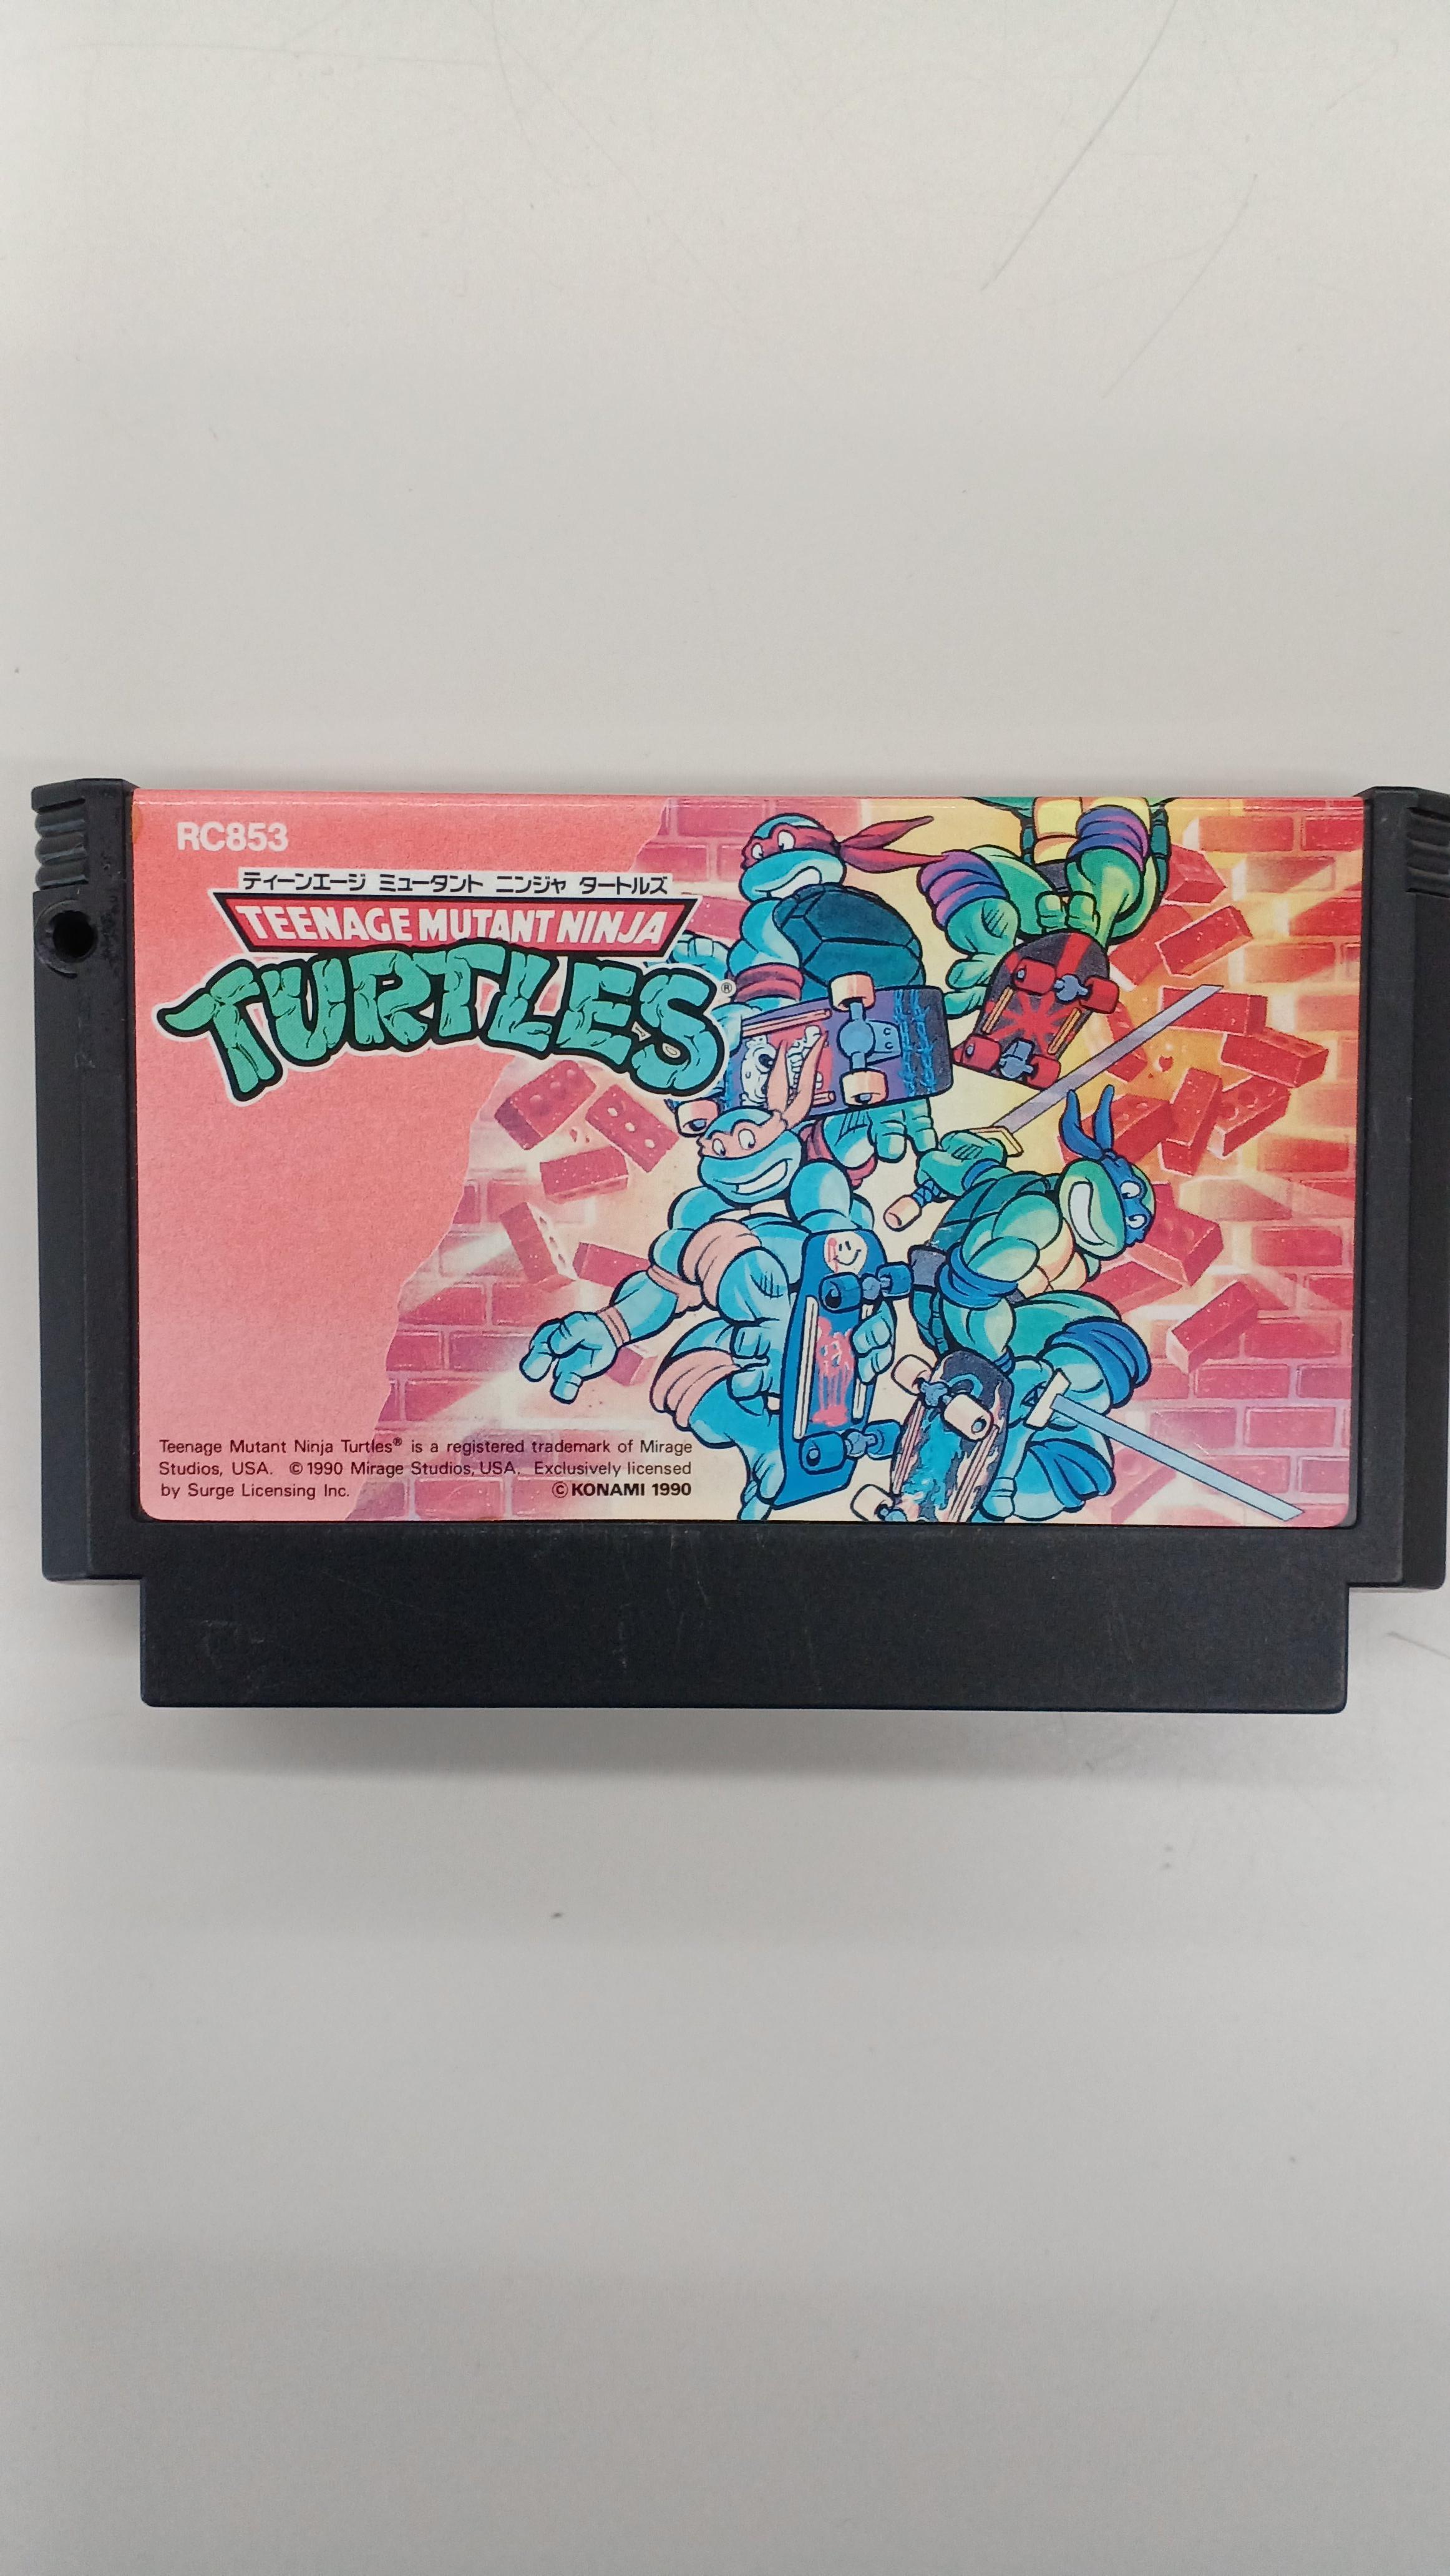 RC853
ティーンエージ ミュータント ニンジャ タートルズ
TEENAGE MUTANT NINJA
TURTLES®
Teenage Mutant Ninja Turtles® is a registered trademark of Mirage
Studios, USA. ©1990 Mirage Studios, USA. Exclusively licensed
by Surge Licensing Inc. ©KONAMI 1990